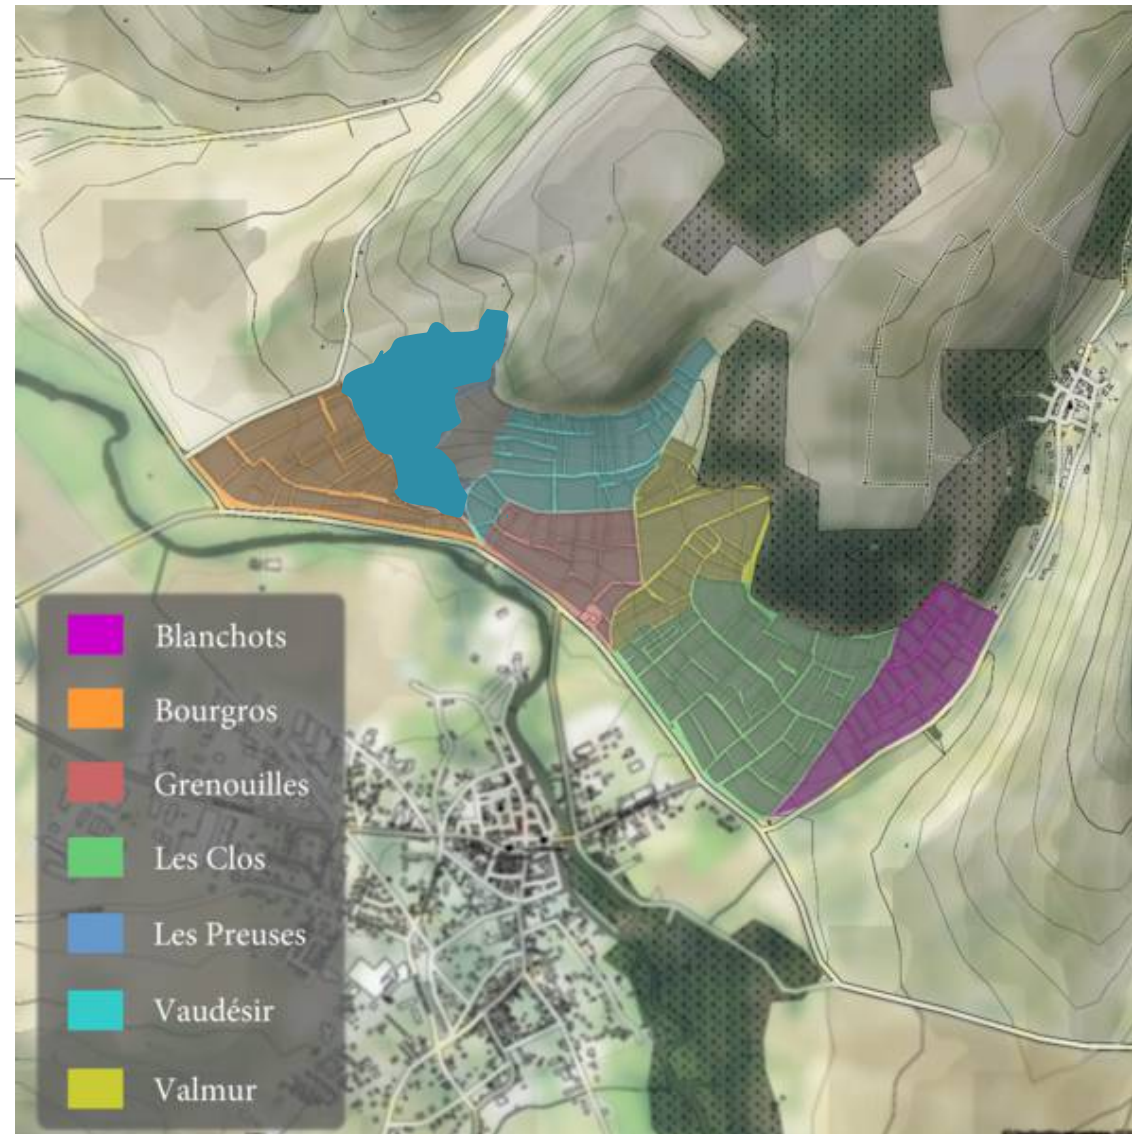 Blanchots
Bourgros
Grenouilles
Les Clos
Les Preuses
Vaudésir
Valmur